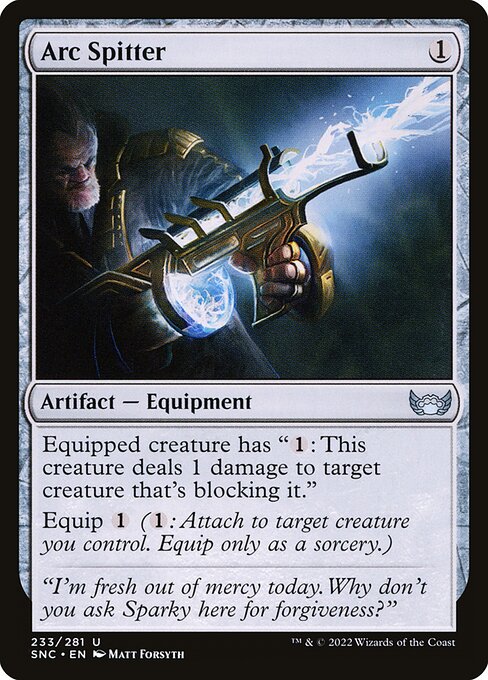 Arc Spitter 1
Artifact — Equipment
Equipped creature has “1: This
creature deals 1 damage to target
creature that's blocking it.”
Equip 1 (1: Attach to target creature
you control. Equip only as a sorcery.)
“I'm fresh out of mercy today. Why don't
you ask Sparky here for forgiveness?”
233/281 U
™ & © 2022 Wizards of the Coast
SNC • EN Matt Forsyth